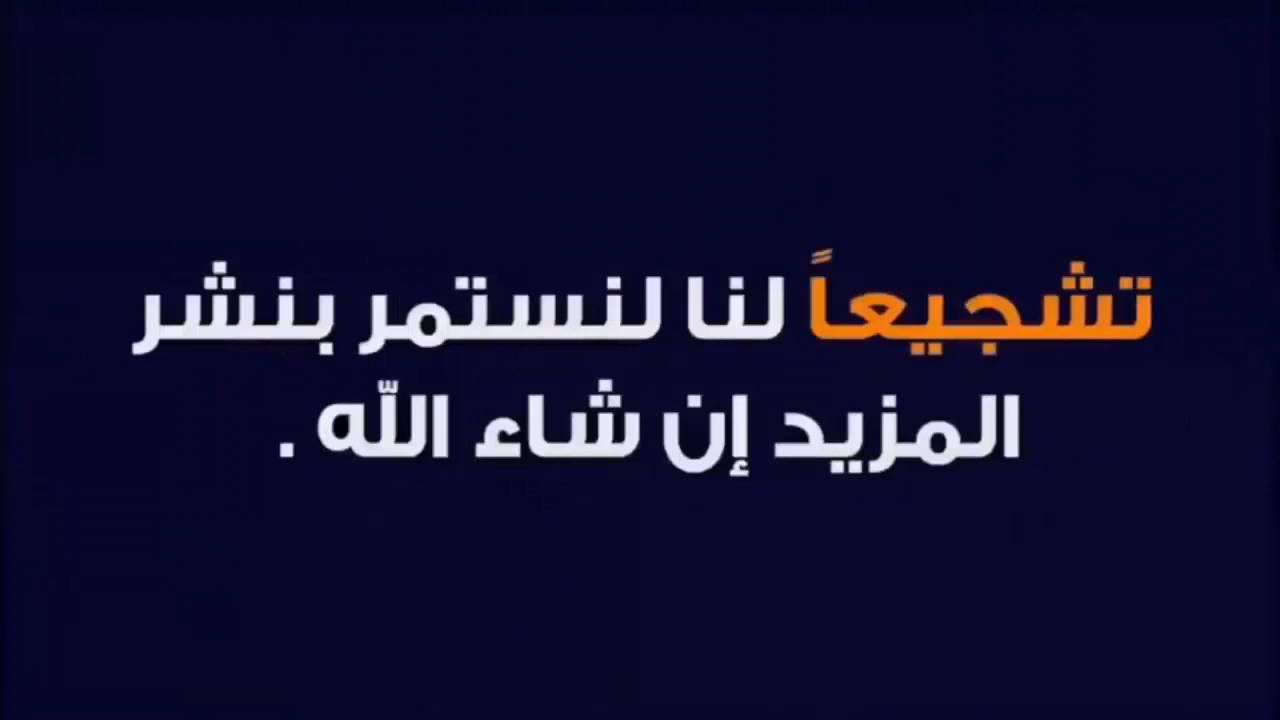 تشجيعاً لنا لنستمر بنشر
المزيد إن شاء اللّه .